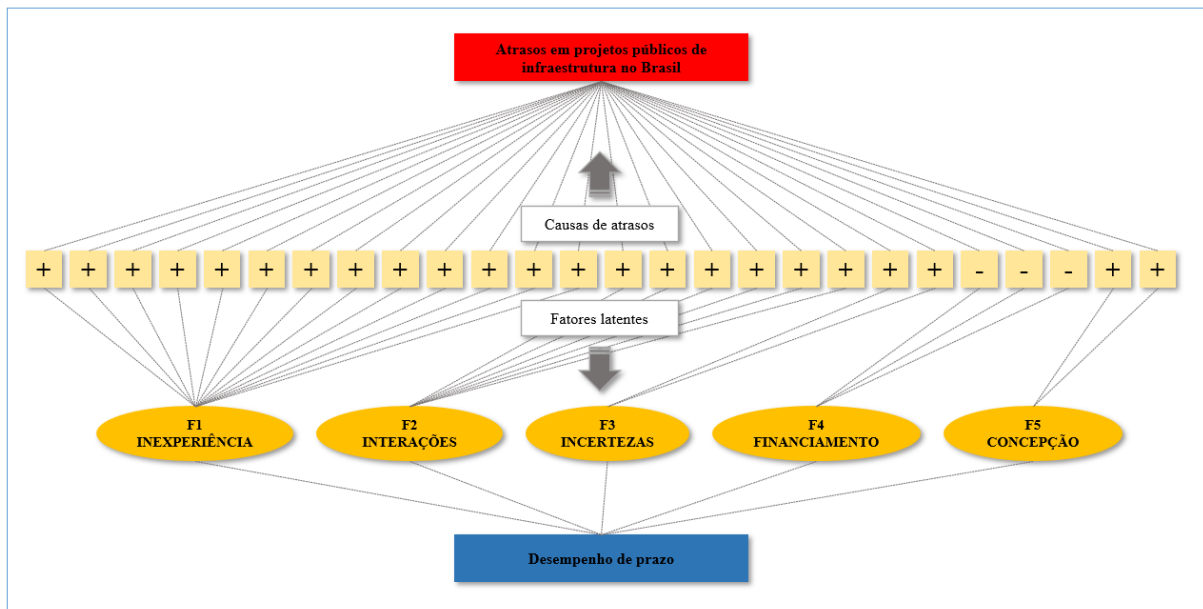 Atrasos em projetos públicos de
infraestrutura no Brasil
Causas de atrasos
+ + + + + + + + + + + + + + + + + + + + + - - - + +
Fatores latentes
F1
INEXPERIÊNCIA
F2
INTERAÇÕES
F3
INCERTEZAS
F4
FINANCIAMENTO
F5
CONCEPÇÃO
Desempenho de prazo